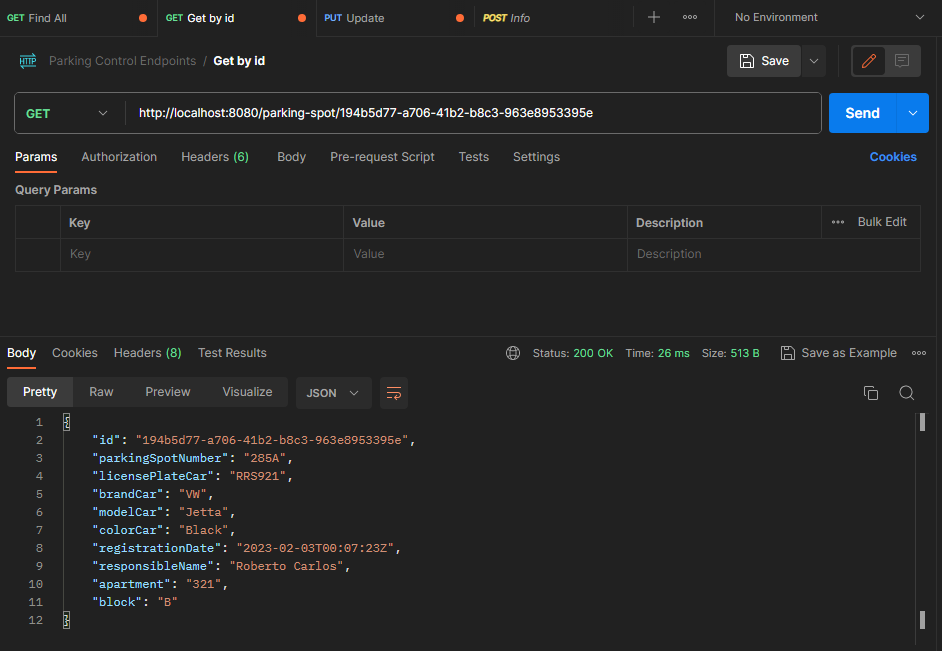 GET Find All GET Get by id PUT Update POST Info No Environment
HTTP Parking Control Endpoints / Get by id Save
GET http://localhost:8080/parking-spot/194b5d77-a706-41b2-b8c3-963e8953395e Send
Params Authorization Headers (6) Body Pre-request Script Tests Settings Cookies
Query Params
Key Value Description Bulk Edit
Key Value Description
Body Cookies Headers (8) Test Results Status: 200 OK Time: 26 ms Size: 513 B Save as Example
Pretty Raw Preview Visualize JSON
1 {
2 "id": "194b5d77-a706-41b2-b8c3-963e8953395e",
3 "parkingSpotNumber": "285A",
4 "licensePlateCar": "RRS921",
5 "brandCar": "VW",
6 "modelCar": "Jetta",
7 "colorCar": "Black",
8 "registrationDate": "2023-02-03T00:07:23Z",
9 "responsibleName": "Roberto Carlos",
10 "apartment": "321",
11 "block": "B"
12 }